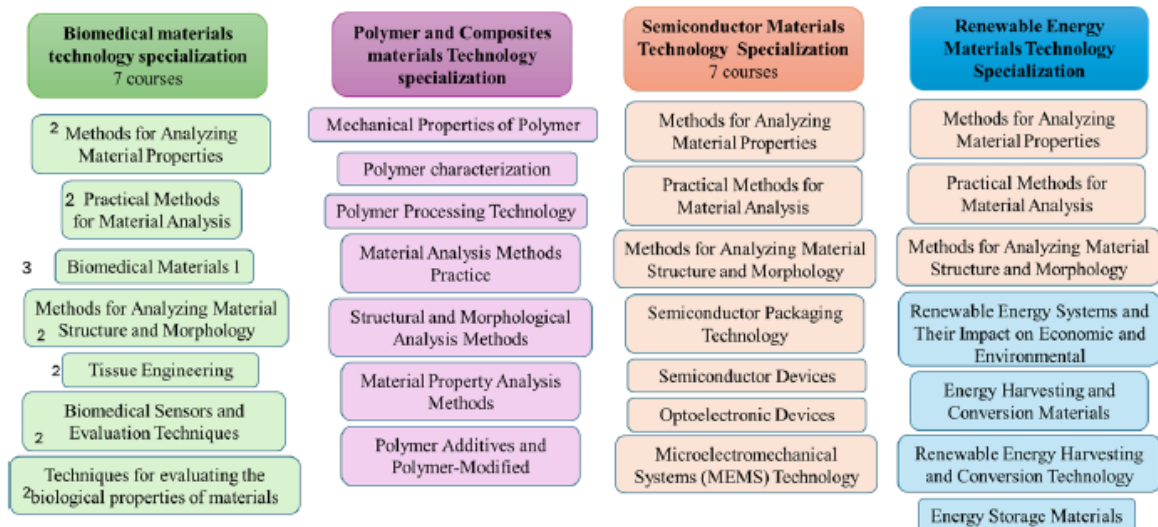 Biomedical materials
technology specialization
7 courses
2 Methods for Analyzing
Material Properties
2 Practical Methods
for Material Analysis
3 Biomedical Materials 1
Methods for Analyzing Material
2 Structure and Morphology
2 Tissue Engineering
Biomedical Sensors and
2 Evaluation Techniques
Techniques for evaluating the
2 biological properties of materials
Polymer and Composites
materials Technology
specialization
Mechanical Properties of Polymer
Polymer characterization
Polymer Processing Technology
Material Analysis Methods
Practice
Structural and Morphological
Analysis Methods
Material Property Analysis
Methods
Polymer Additives and
Polymer-Modified
Semiconductor Materials
Technology Specialization
7 courses
Methods for Analyzing
Material Properties
Practical Methods for
Material Analysis
Methods for Analyzing Material
Structure and Morphology
Semiconductor Packaging
Technology
Semiconductor Devices
Optoelectronic Devices
Microelectromechanical
Systems (MEMS) Technology
Renewable Energy
Materials Technology
Specialization
Methods for Analyzing
Material Properties
Practical Methods for
Material Analysis
Methods for Analyzing Material
Structure and Morphology
Renewable Energy Systems and
Their Impact on Economic and
Environmental
Energy Harvesting and
Conversion Materials
Renewable Energy Harvesting
and Conversion Technology
Energy Storage Materials